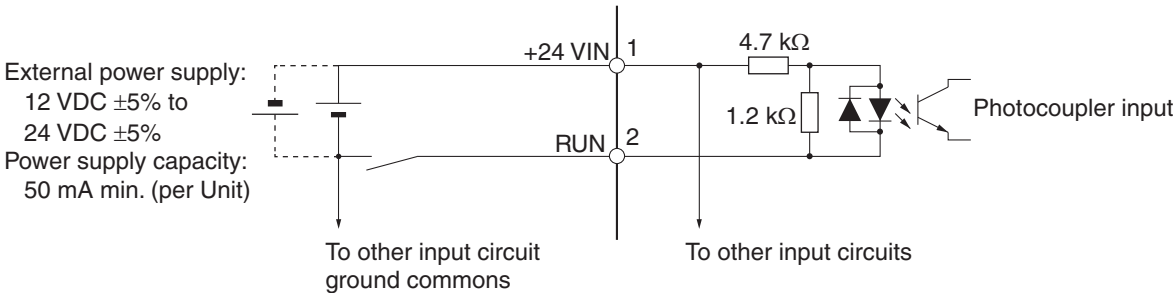 External power supply:
12 VDC ±5% to
24 VDC ±5%
Power supply capacity:
50 mA min. (per Unit)
+24 VIN
1
RUN
2
4.7 kΩ
1.2 kΩ
Photocoupler input
To other input circuit
ground commons
To other input circuits